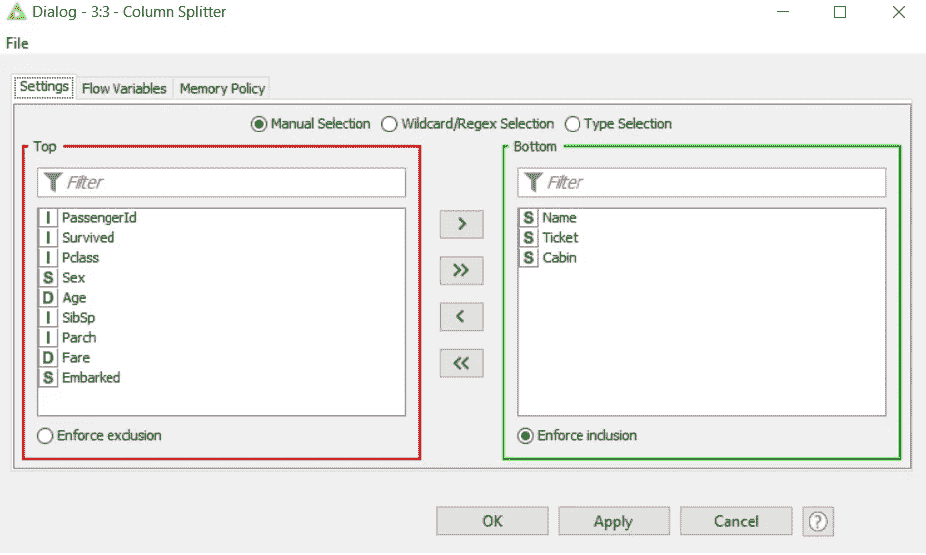 Dialog - 3:3 - Column Splitter
File
Settings Flow Variables Memory Policy
Manual Selection Wildcard/Regex Selection Type Selection
Top
Filter
I PassengerId
I Survived
I Pclass
S Sex
D Age
I SibSp
I Parch
D Fare
S Embarked
Enforce exclusion
>
>>
<
<<
Bottom
Filter
S Name
S Ticket
S Cabin
Enforce inclusion
OK Apply Cancel ?